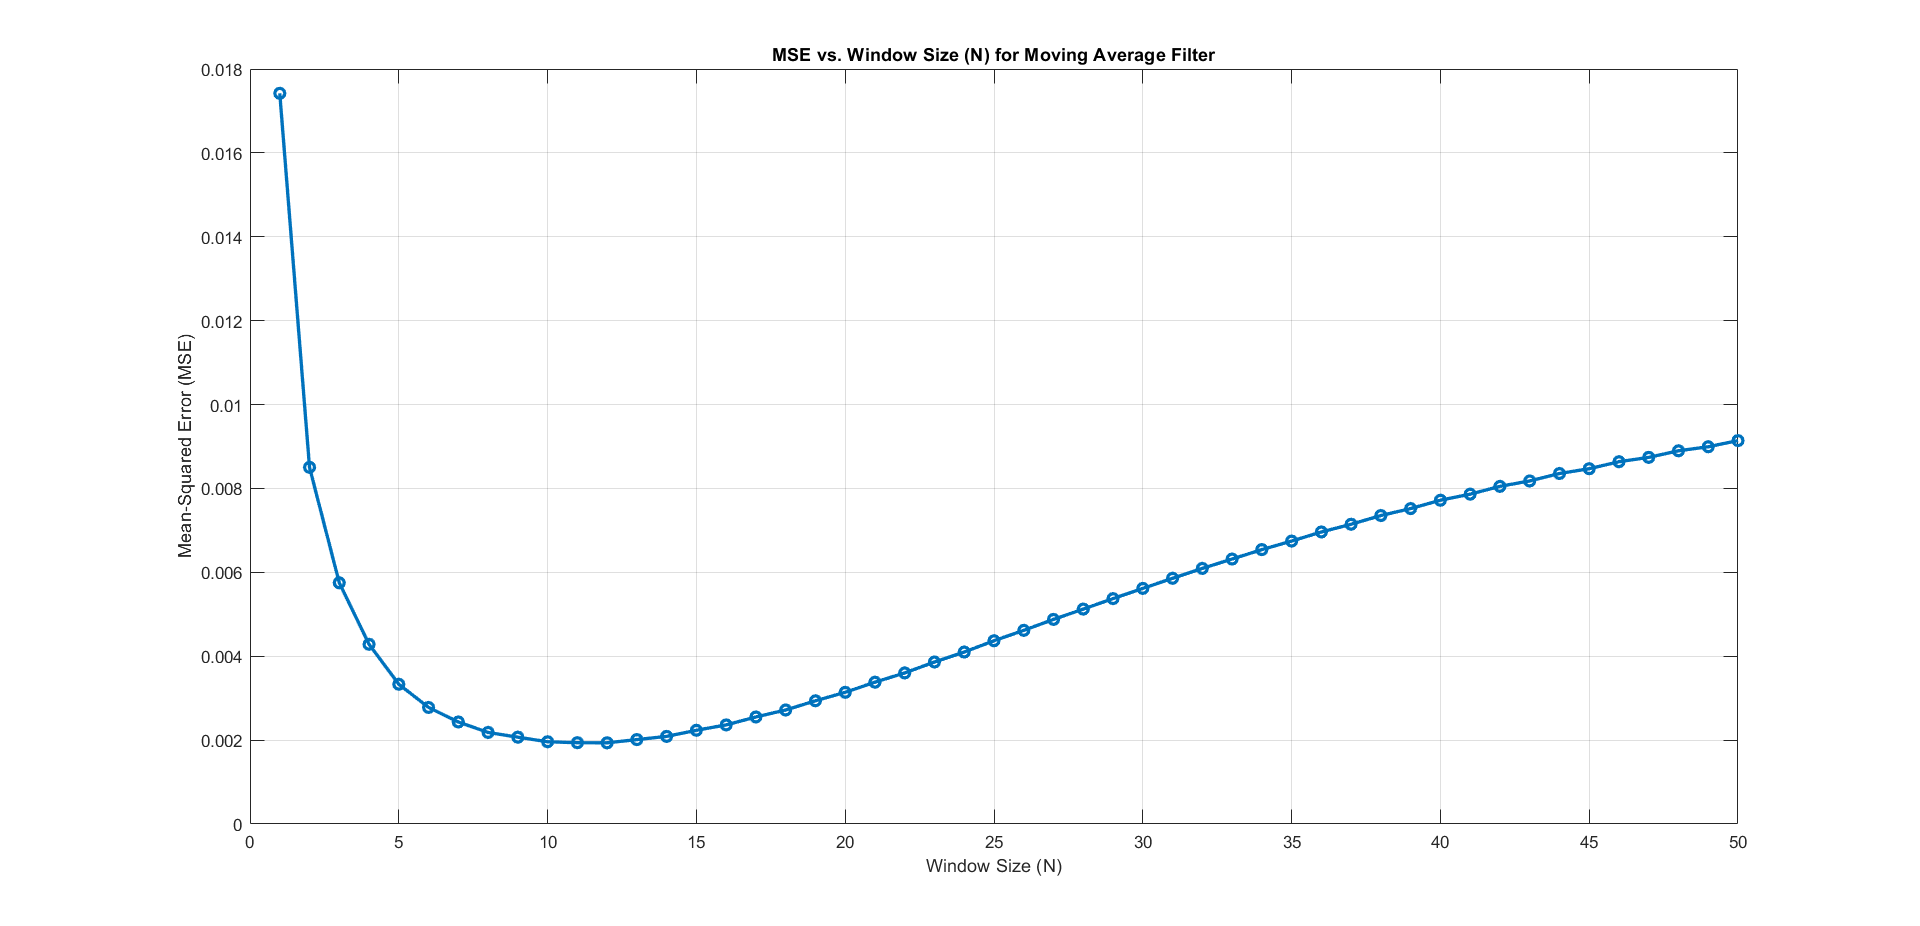 MSE vs. Window Size (N) for Moving Average Filter
0.018
0.016
0.014
0.012
0.01
0.008
0.006
0.004
0.002
0
Mean-Squared Error (MSE)
0 5 10 15 20 25 30 35 40 45 50
Window Size (N)